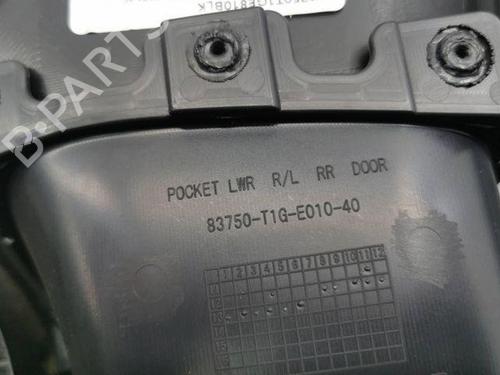 B-PARTS
POCKET LWR R/L RR DOOR
83750-T1G-E010-40
1 2 3 4 5 6 7 8 9 10 11 12